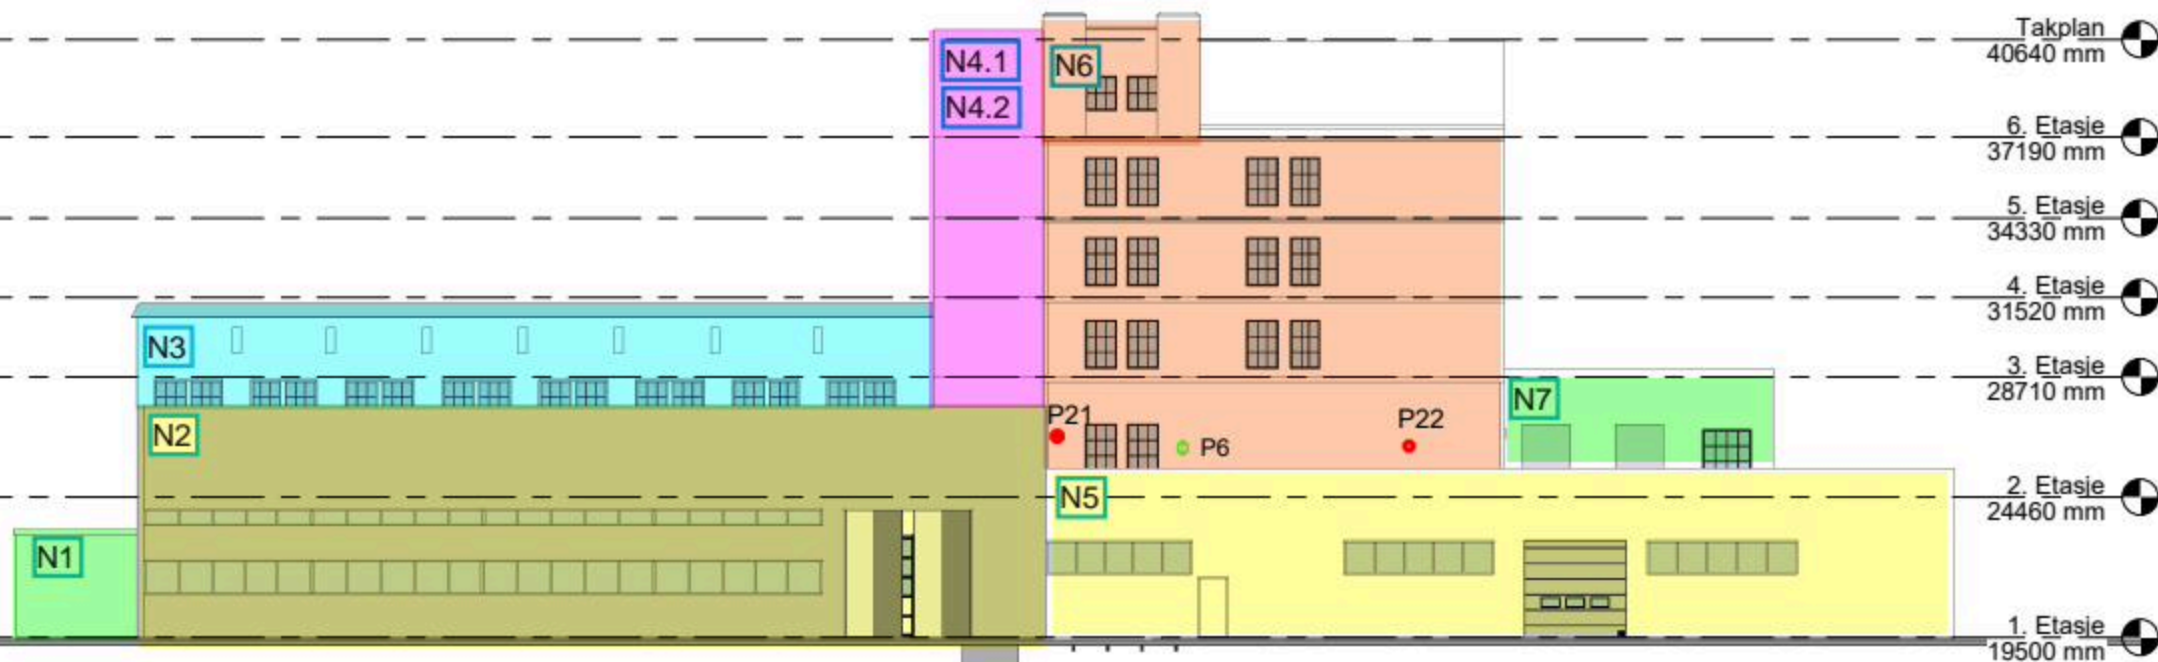 Takplan
40640 mm
N4.1
N6
N4.2
6. Etasje
37190 mm
5. Etasje
34330 mm
4. Etasje
31520 mm
N3
3. Etasje
28710 mm
N7
P21
P22
N2
P6
2. Etasje
24460 mm
N5
N1
1. Etasje
19500 mm